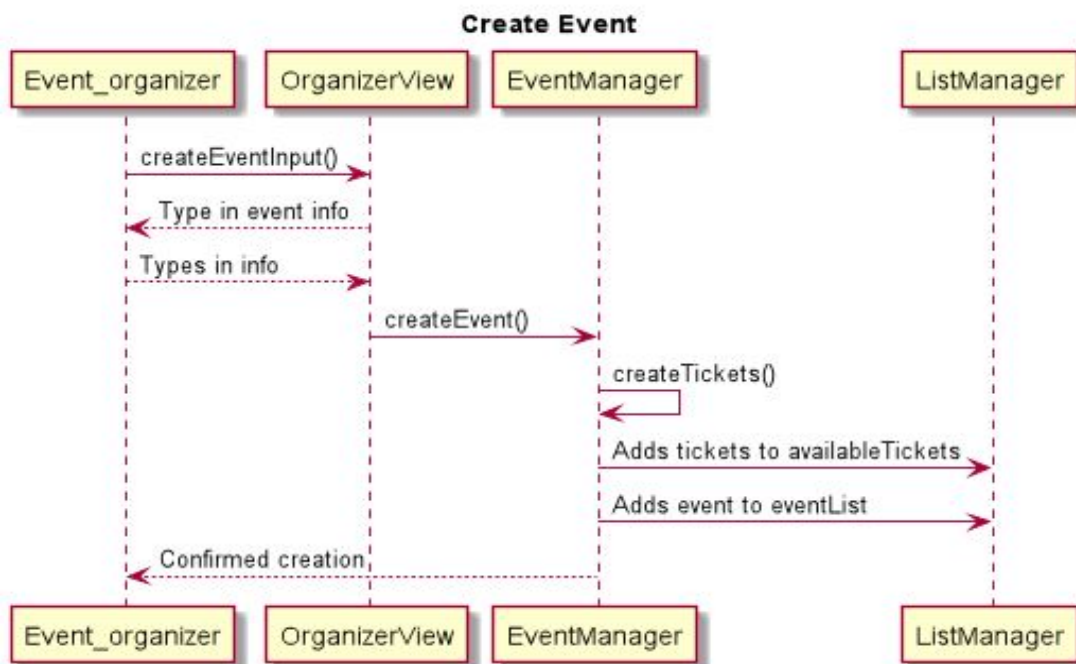 Create Event
Event_organizer OrganizerView EventManager ListManager
createEventInput()
Type in event info
Types in info
createEvent()
createTickets()
Adds tickets to availableTickets
Adds event to eventList
Confirmed creation
Event_organizer OrganizerView EventManager ListManager